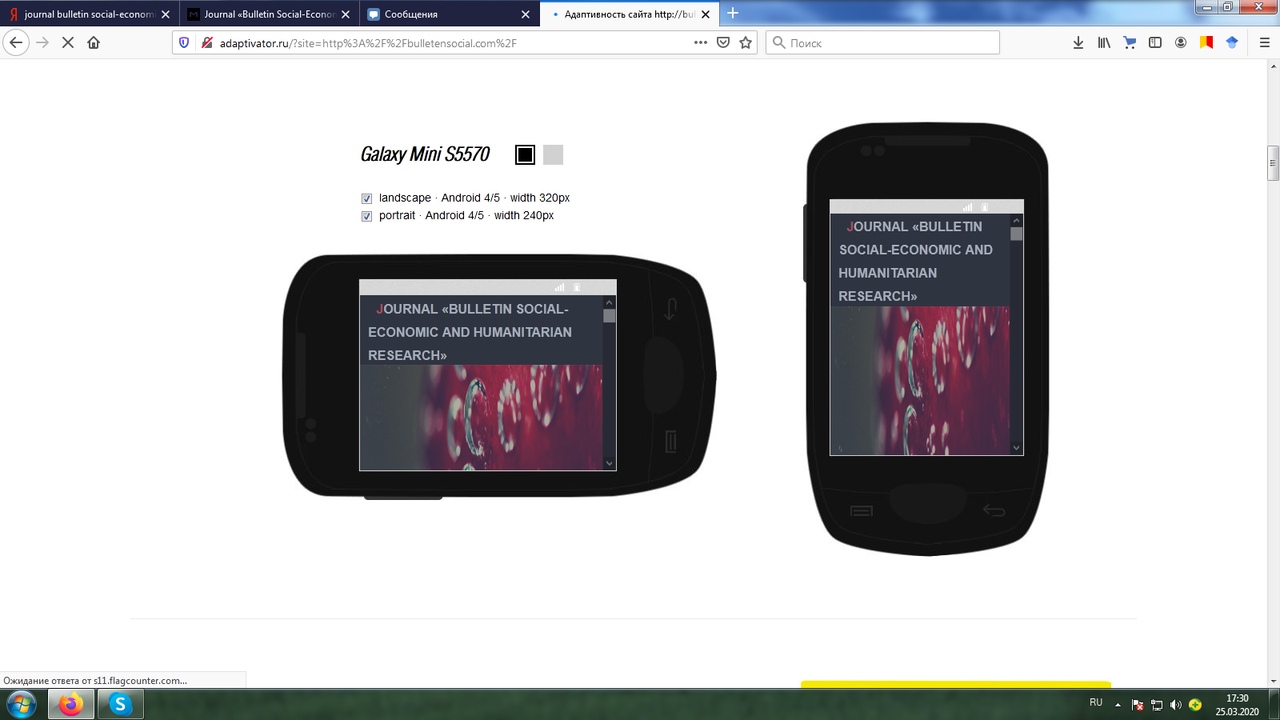 journal bulletin social-econom
Journal «Bulletin Social-Econor
Сообщения
Адаптивность сайта http://bul
adaptivator.ru/?site=http%3A%2F%2Fbulletensocial.com%2F
Поиск
Galaxy Mini S5570
landscape · Android 4/5 · width 320px
portrait · Android 4/5 · width 240px
JOURNAL «BULLETIN SOCIAL-
ECONOMIC AND HUMANITARIAN
RESEARCH»
JOURNAL «BULLETIN
SOCIAL-ECONOMIC AND
HUMANITARIAN
RESEARCH»
Ожидание ответа от s11.flagcounter.com...
RU
17:30
25.03.2020